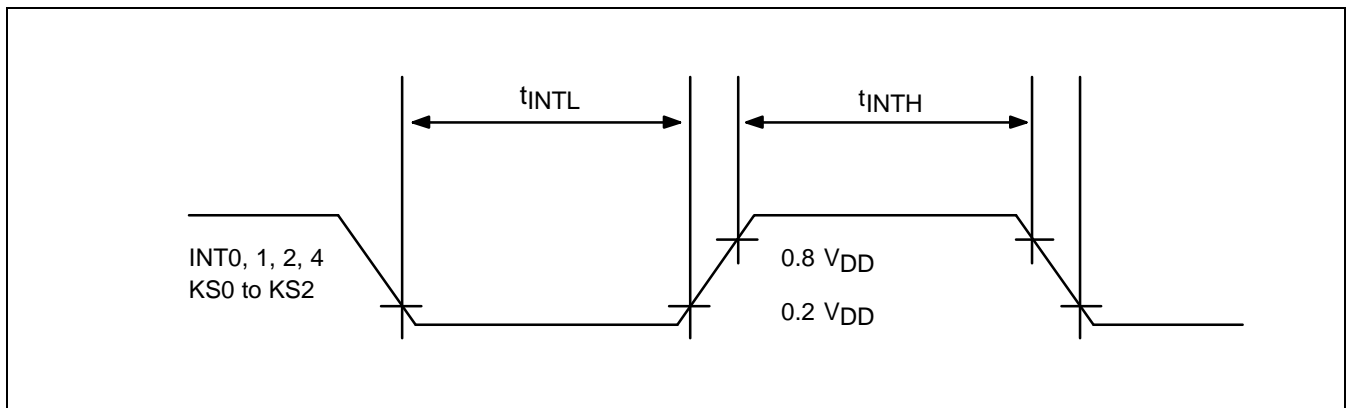 tINTL
tINTH
INT0, 1, 2, 4
KS0 to KS2
0.8 VDD
0.2 VDD